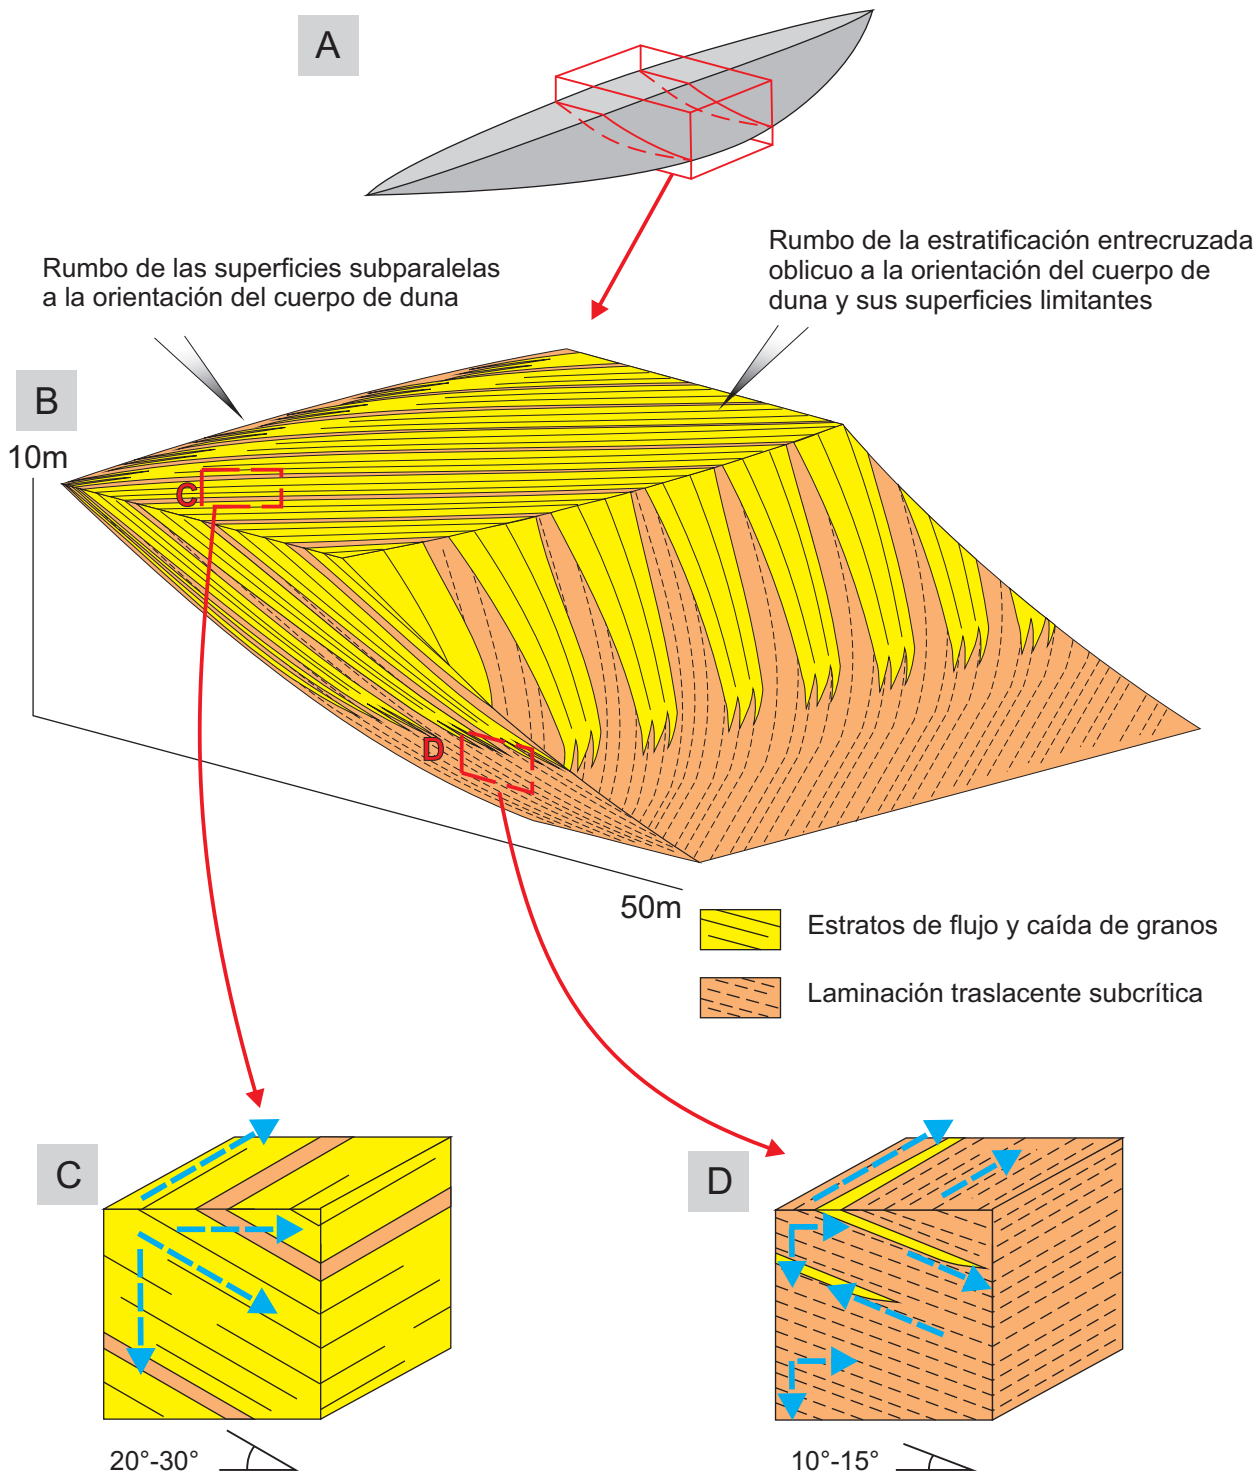 A
Rumbo de las superficies subparalelas
a la orientación del cuerpo de duna
Rumbo de la estratificación entrecruzada
oblicuo a la orientación del cuerpo de
duna y sus superficies limitantes
B
10m
C
D
50m
Estratos de flujo y caída de granos
Laminación traslacente subcrítica
C
D
20°-30°
10°-15°